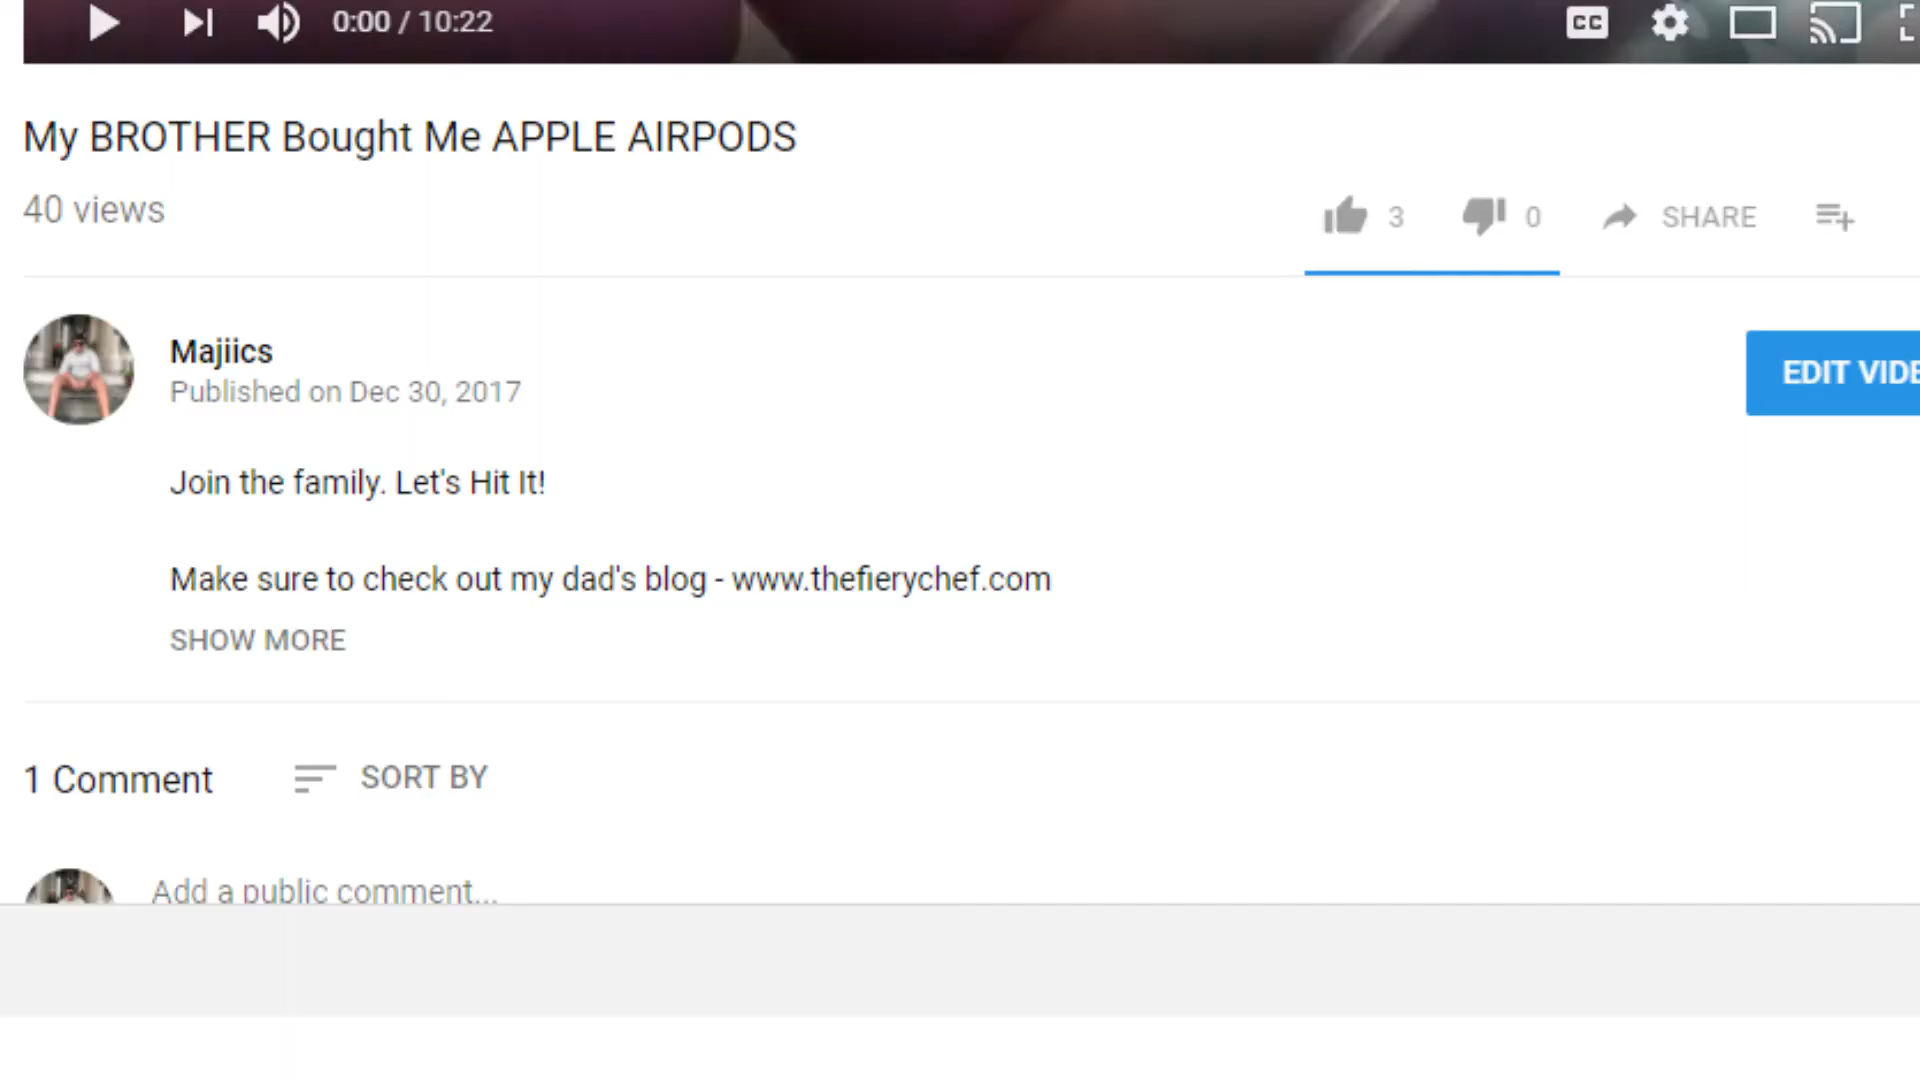 0:00 / 10:22
CC
My BROTHER Bought Me APPLE AIRPODS
40 views
3
0
SHARE
Majiics
Published on Dec 30, 2017
EDIT VIDE
Join the family. Let's Hit It!
Make sure to check out my dad's blog - www.thefierychef.com
SHOW MORE
1 Comment
SORT BY
Add a public comment...